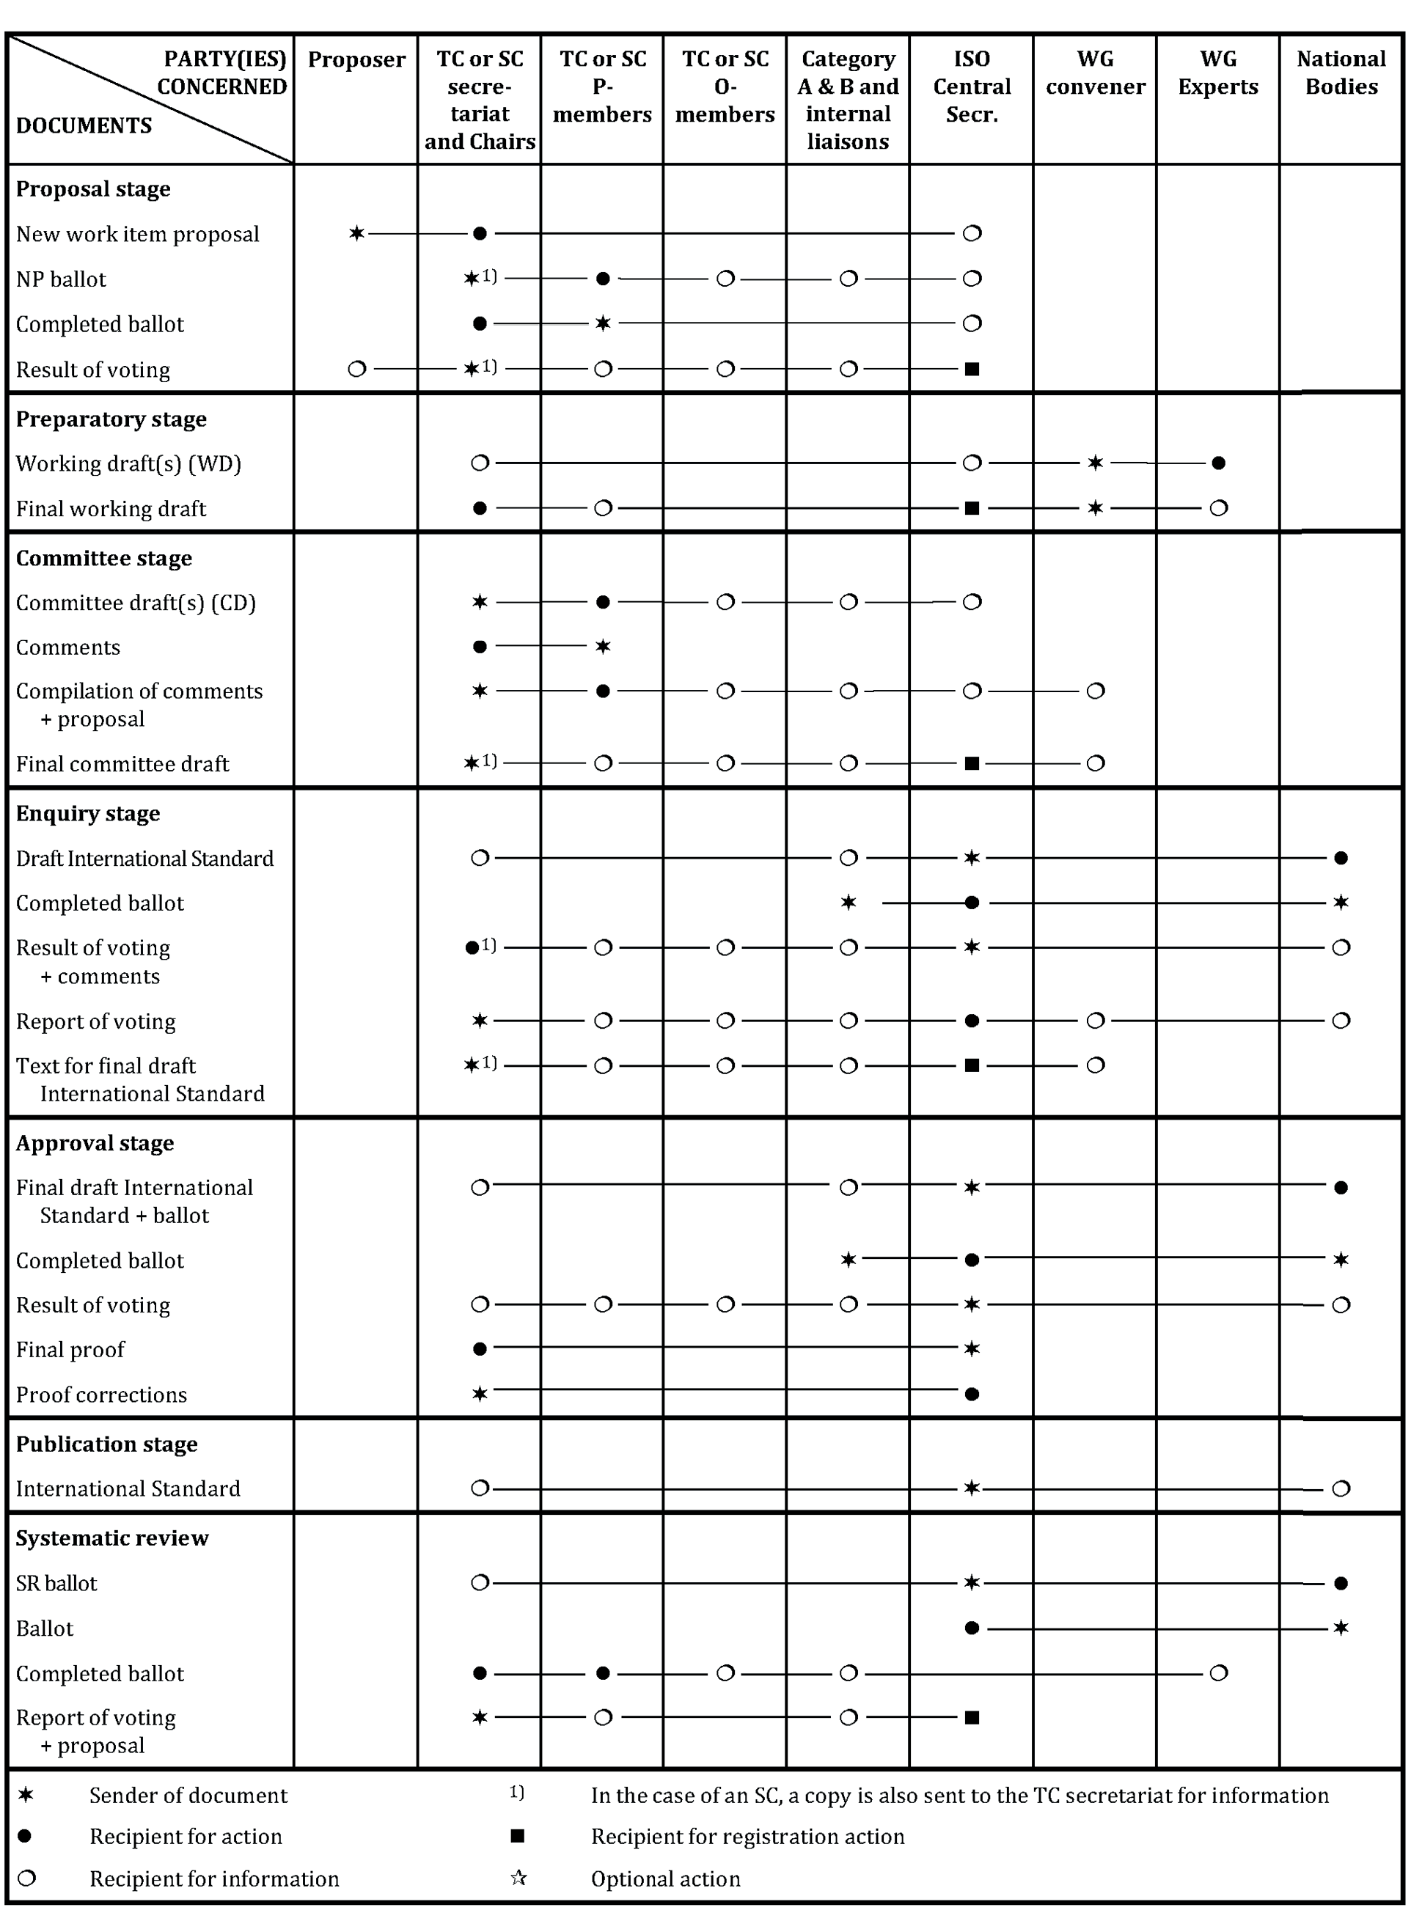 PARTY(IES)
CONCERNED
DOCUMENTS
Proposer
TC or SC
secre-
tariat
and Chairs
TC or SC
P-
members
TC or SC
O-
members
Category
A & B and
internal
liaisons
ISO
Central
Secr.
WG
convener
WG
Experts
National
Bodies
Proposal stage
New work item proposal
NP ballot 1)
Completed ballot
Result of voting 1)
Preparatory stage
Working draft(s) (WD)
Final working draft
Committee stage
Committee draft(s) (CD)
Comments
Compilation of comments
+ proposal
Final committee draft 1)
Enquiry stage
Draft International Standard
Completed ballot
Result of voting 1)
+ comments
Report of voting
Text for final draft 1)
International Standard
Approval stage
Final draft International
Standard + ballot
Completed ballot
Result of voting
Final proof
Proof corrections
Publication stage
International Standard
Systematic review
SR ballot
Ballot
Completed ballot
Report of voting
+ proposal
Sender of document
1) In the case of an SC, a copy is also sent to the TC secretariat for information
Recipient for action
Recipient for registration action
Recipient for information
Optional action